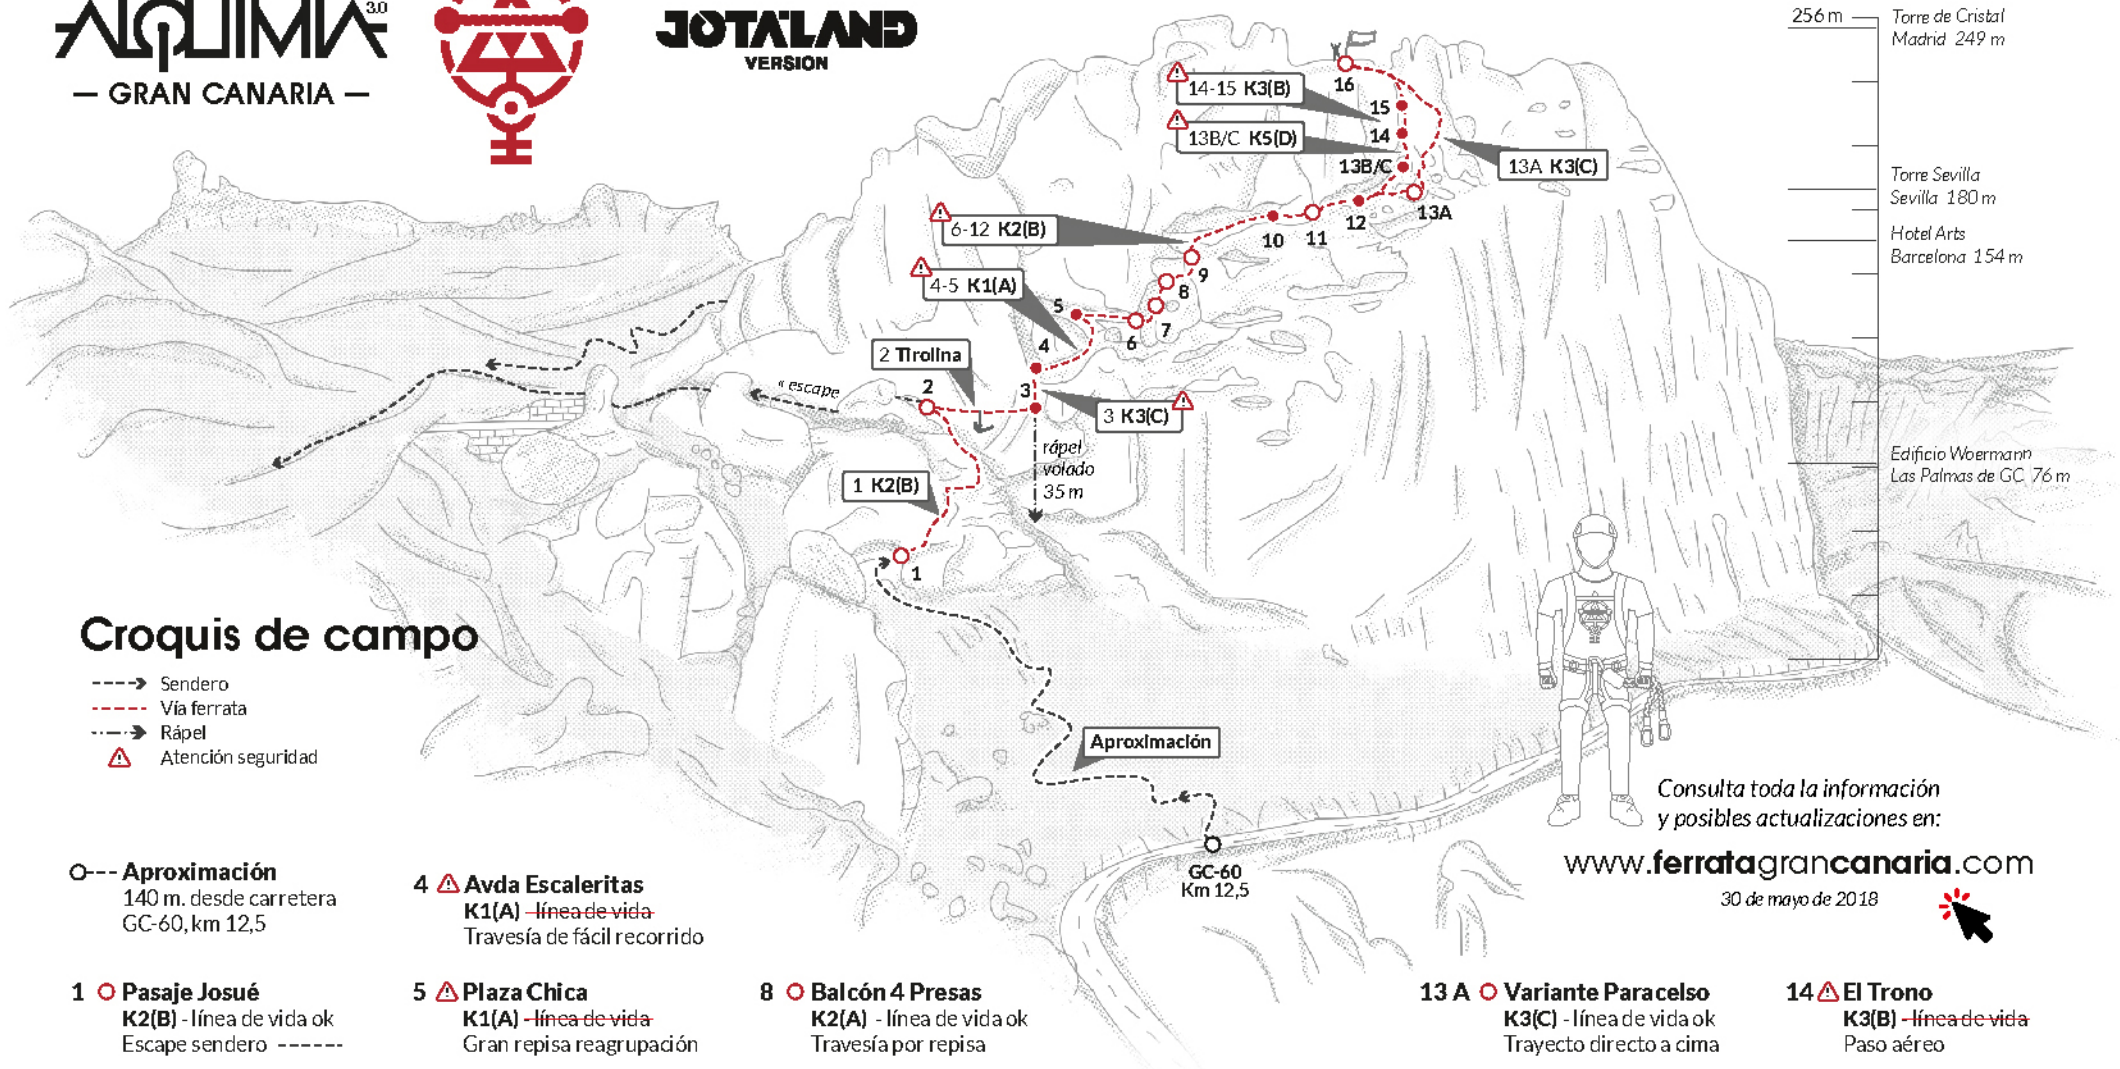 ALQUIMIA 3.0
— GRAN CANARIA —
JOTALAND
VERSION
256 m
Torre de Cristal
Madrid 249 m
Torre Sevilla
Sevilla 180 m
Hotel Arts
Barcelona 154 m
Edificio Woermann
Las Palmas de GC 76 m
16
14-15 K3(B)
15
14
13B/C K5(D)
13B/C
13A K3(C)
13A
12
11
10
6-12 K2(B)
9
8
7
6
4-5 K1(A)
5
4
2 Tirolina
2
3
3 K3(C)
« escape
rápel
volado
35 m
1 K2(B)
1
Aproximación
GC-60
Km 12,5
Croquis de campo
Sendero
Vía ferrata
Rápel
Atención seguridad
Consulta toda la información
y posibles actualizaciones en:
www.ferratagrancanaria.com
30 de mayo de 2018
Aproximación
140 m. desde carretera
GC-60, km 12,5
1 Pasaje Josué
K2(B) - línea de vida ok
Escape sendero ------
4 Avda Escaleritas
K1(A) - línea de vida
Travesía de fácil recorrido
5 Plaza Chica
K1(A) - línea de vida
Gran repisa reagrupación
8 Balcón 4 Presas
K2(A) - línea de vida ok
Travesía por repisa
13 A Variante Paracelso
K3(C) - línea de vida ok
Trayecto directo a cima
14 El Trono
K3(B) - línea de vida
Paso aéreo